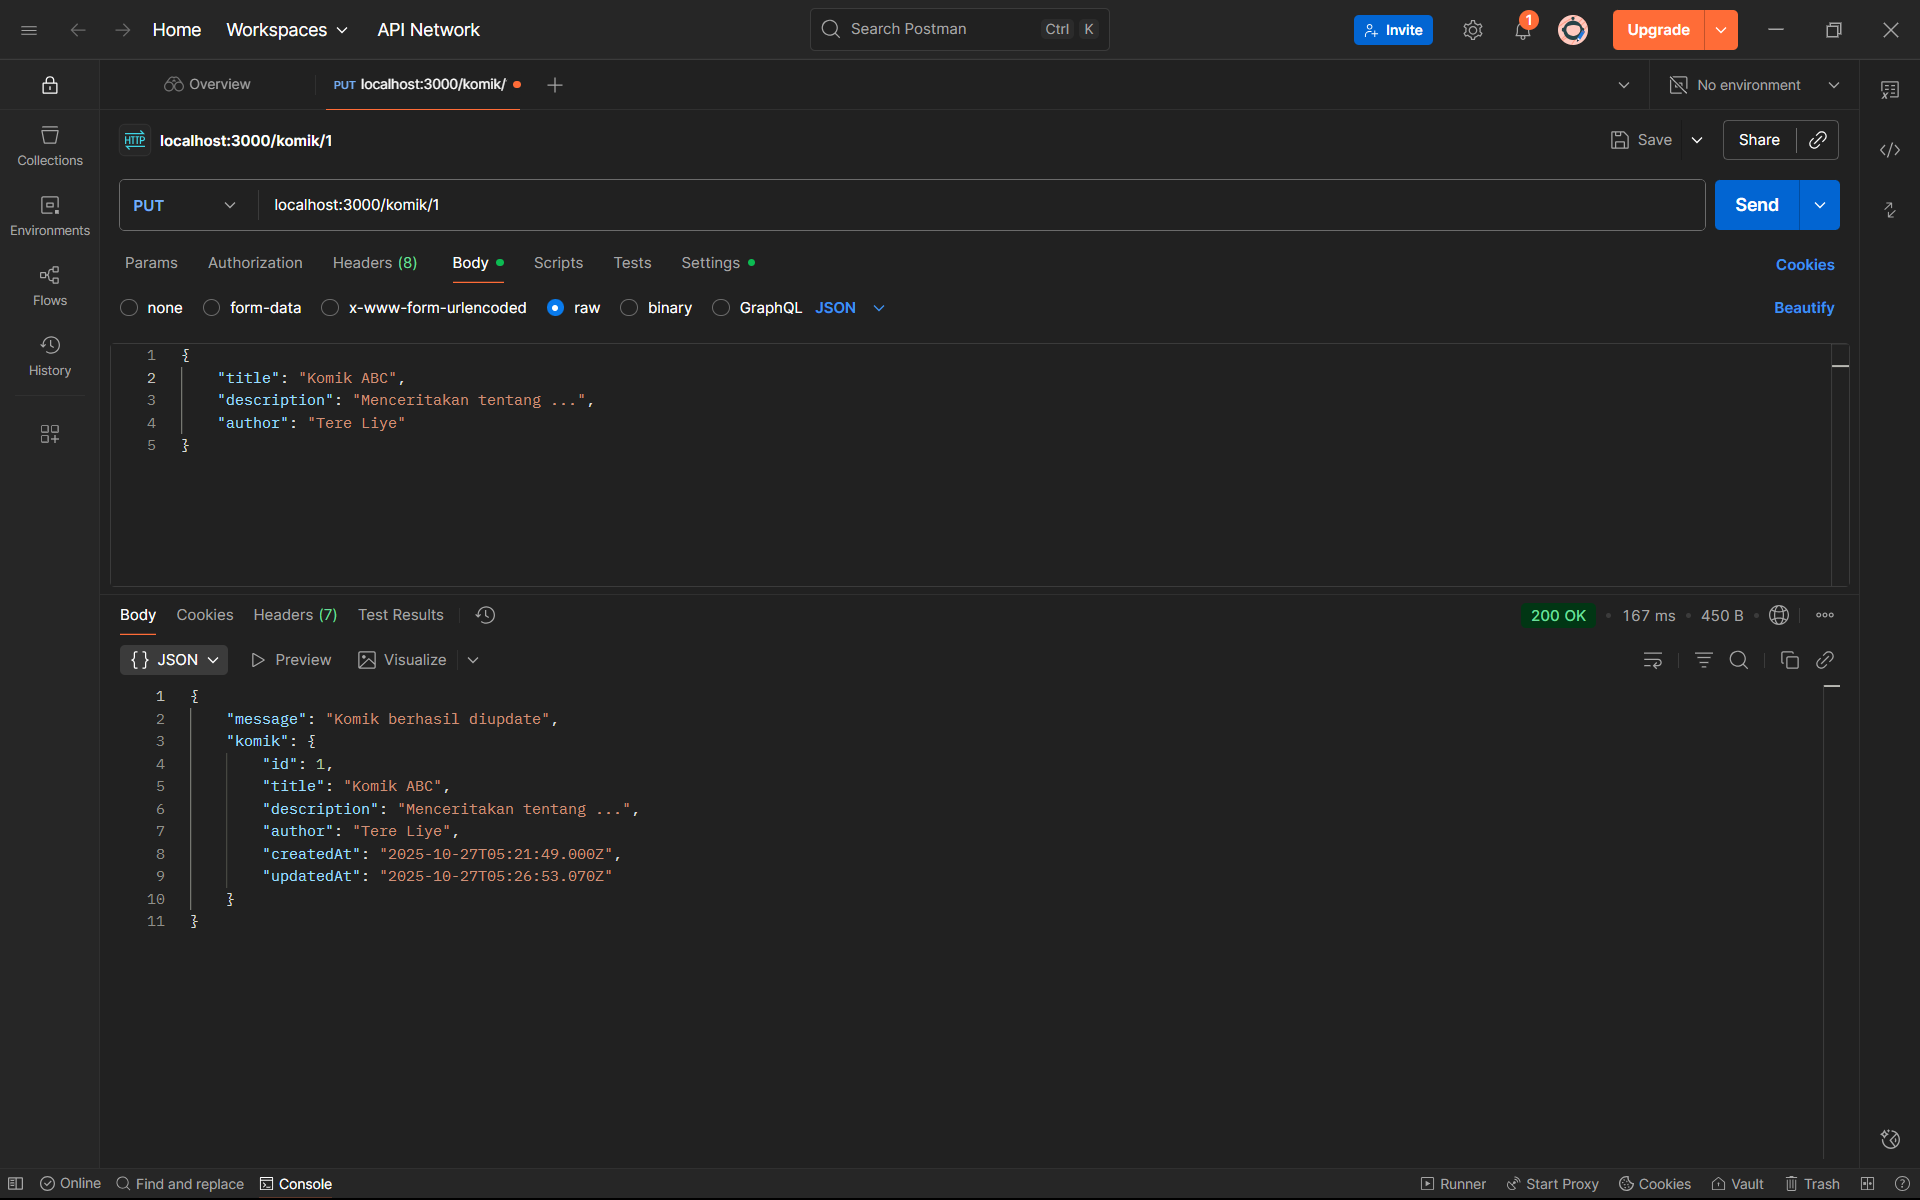 Home Workspaces API Network Search Postman Ctrl K Invite 1 Upgrade
Overview PUT localhost:3000/komik/ No environment
HTTP localhost:3000/komik/1 Save Share
Collections
PUT localhost:3000/komik/1 Send
Environments
Params Authorization Headers (8) Body Scripts Tests Settings Cookies
Flows
none form-data x-www-form-urlencoded raw binary GraphQL JSON Beautify
History
1 {
2 "title": "Komik ABC",
3 "description": "Menceritakan tentang ...",
4 "author": "Tere Liye"
5 }
Body Cookies Headers (7) Test Results 200 OK • 167 ms • 450 B •
{} JSON Preview Visualize
1 {
2 "message": "Komik berhasil diupdate",
3 "komik": {
4 "id": 1,
5 "title": "Komik ABC",
6 "description": "Menceritakan tentang ...",
7 "author": "Tere Liye",
8 "createdAt": "2025-10-27T05:21:49.000Z",
9 "updatedAt": "2025-10-27T05:26:53.070Z"
10 }
11 }
Online Find and replace Console Runner Start Proxy Cookies Vault Trash